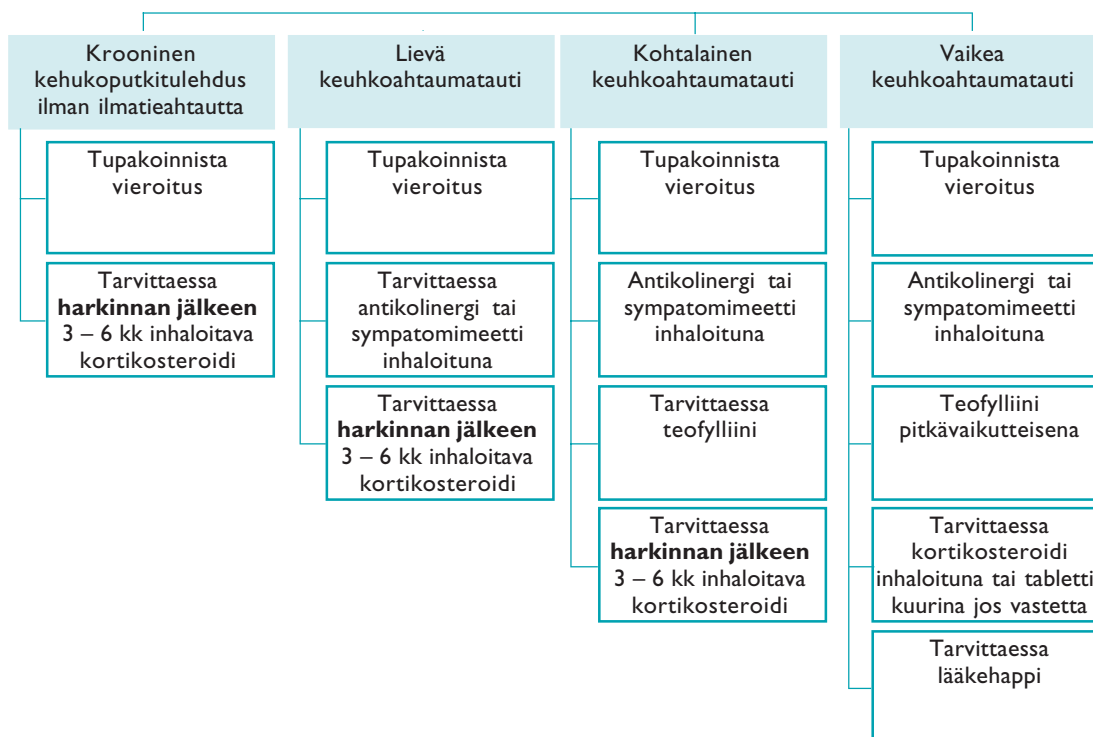 Krooninen
kehukoputkitulehdus
ilman ilmatieahtautta
Tupakoinnista
vieroitus
Tarvittaessa
harkinnan jälkeen
3 – 6 kk inhaloitava
kortikosteroidi
Lievä
keuhkoahtaumatauti
Tupakoinnista
vieroitus
Tarvittaessa
antikolinergi tai
sympatomimeetti
inhaloituna
Tarvittaessa
harkinnan jälkeen
3 – 6 kk inhaloitava
kortikosteroidi
Kohtalainen
keuhkoahtaumatauti
Tupakoinnista
vieroitus
Antikolinergi tai
sympatomimeetti
inhaloituna
Tarvittaessa
teofylliini
Tarvittaessa
harkinnan jälkeen
3 – 6 kk inhaloitava
kortikosteroidi
Vaikea
keuhkoahtaumatauti
Tupakoinnista
vieroitus
Antikolinergi tai
sympatomimeetti
inhaloituna
Teofylliini
pitkävaikutteisena
Tarvittaessa
kortikosteroidi
inhaloituna tai tabletti
kuurina jos vastetta
Tarvittaessa
lääkehappi